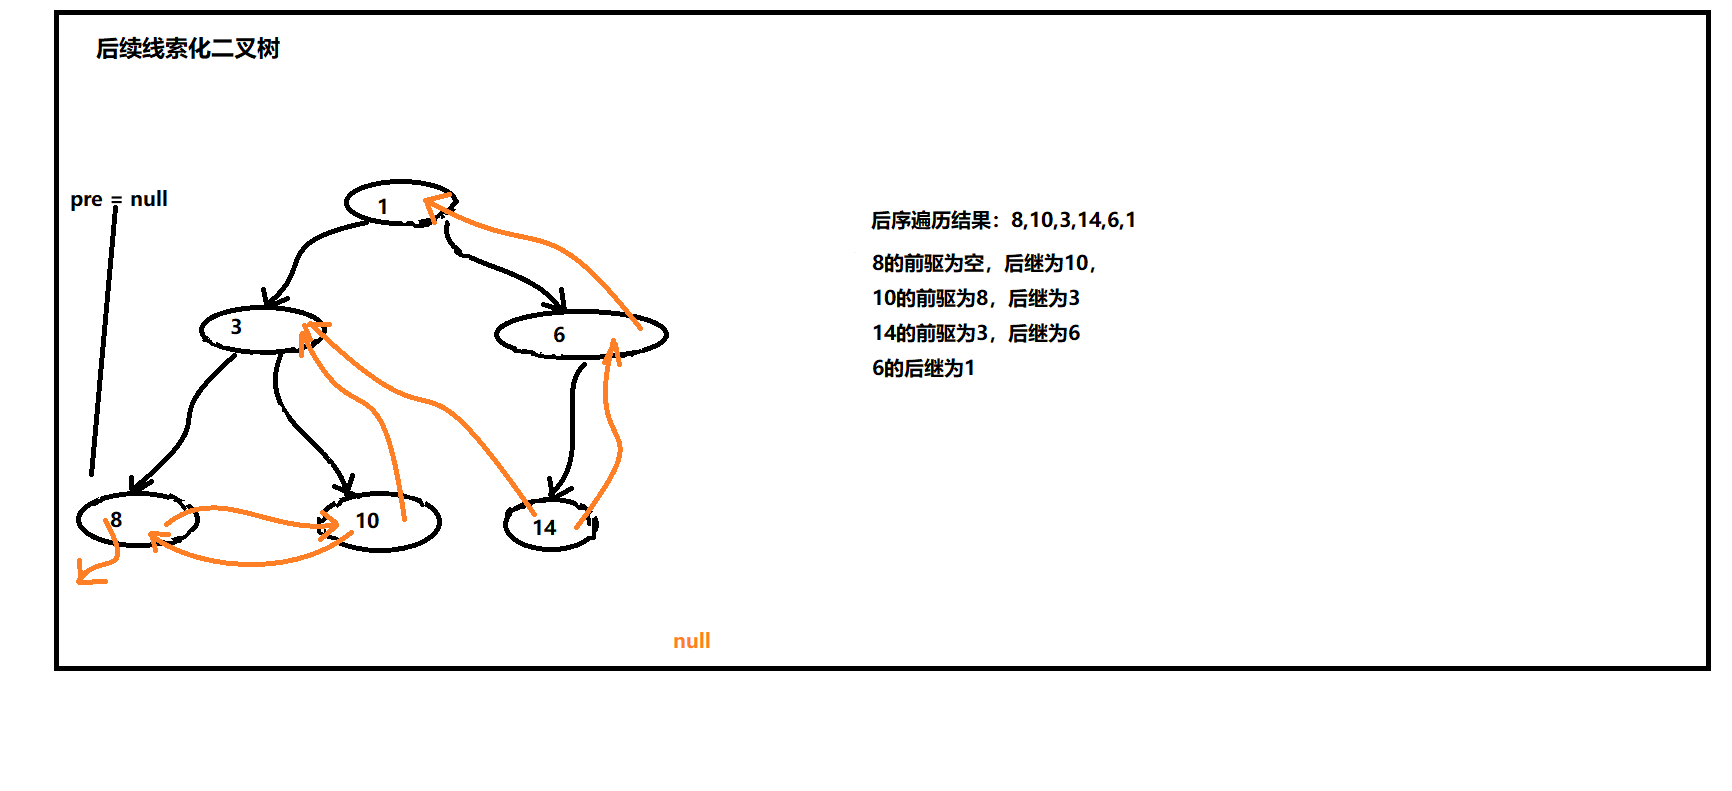 后续线索化二叉树
pre = null
1
3
6
8
10
14
null
后序遍历结果：8,10,3,14,6,1
8的前驱为空，后继为10，
10的前驱为8，后继为3
14的前驱为3，后继为6
6的后继为1